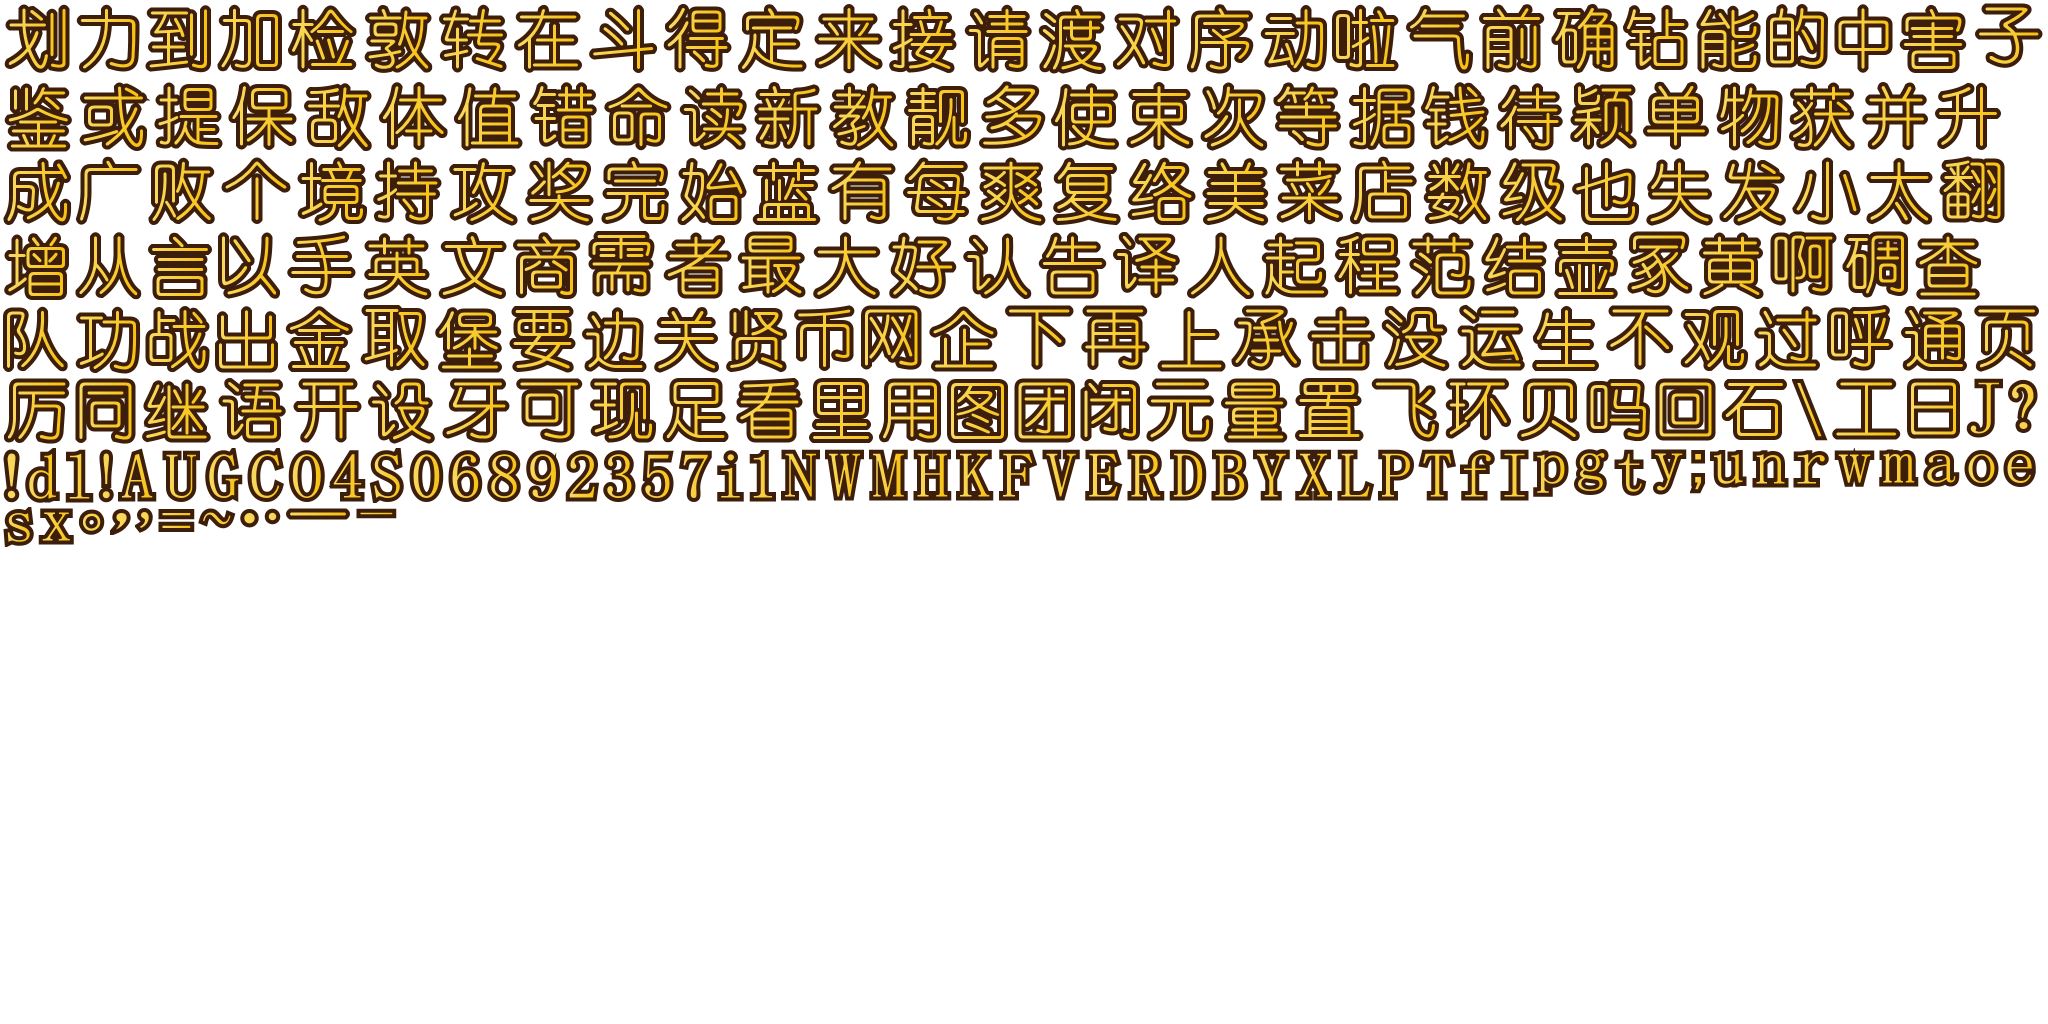 划力到加检敦转在斗得定来接请渡对序动啦气前确钻能的中害子
鉴或提保敌体值错命读新教靓多使束次等据钱待颖单物获并升
成广败个境持攻奖完始蓝有每爽复络美菜店数级也失发小太翻
增从言以手英文商需者最大好认告译人起程范结壶家黄啊碉查
队功战出金取堡要边关贤币网企下再上承击没运生不观过呼通页
厉同继语开设牙可现足看里用图团闭元量置飞环贝吗回石\工日J?
!dl!AUGCO4S06892357i1NWMHKFVERDBYXLPTfIpgty;unrwmaoe
sx°,’=~··—–